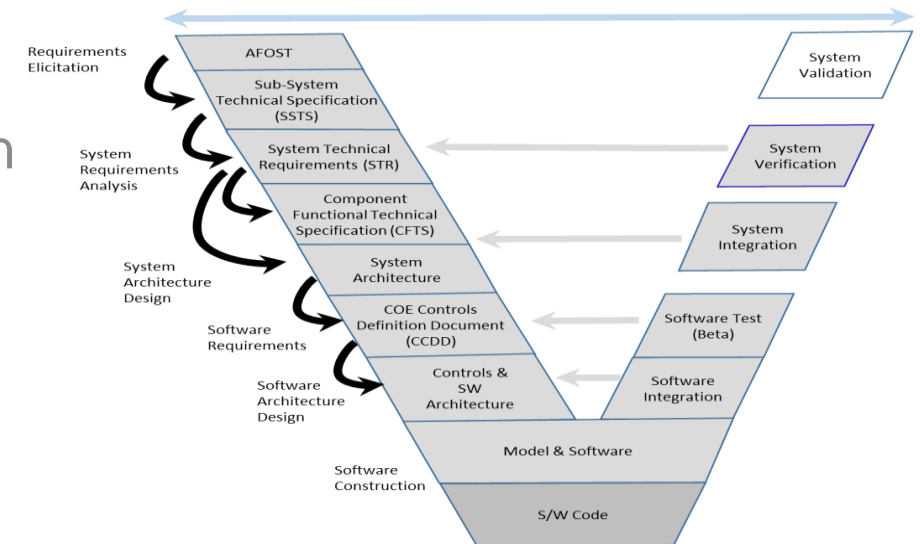 Requirements
Elicitation
AFOST
Sub-System
Technical Specification
(SSTS)
System
Requirements
Analysis
System Technical
Requirements (STR)
Component
Functional Technical
Specification (CFTS)
System
Architecture
Design
System
Architecture
Software
Requirements
COE Controls
Definition Document
(CCDD)
Software
Architecture
Design
Controls &
SW
Architecture
Software
Construction
Model & Software
S/W Code
System
Validation
System
Verification
System
Integration
Software Test
(Beta)
Software
Integration
n